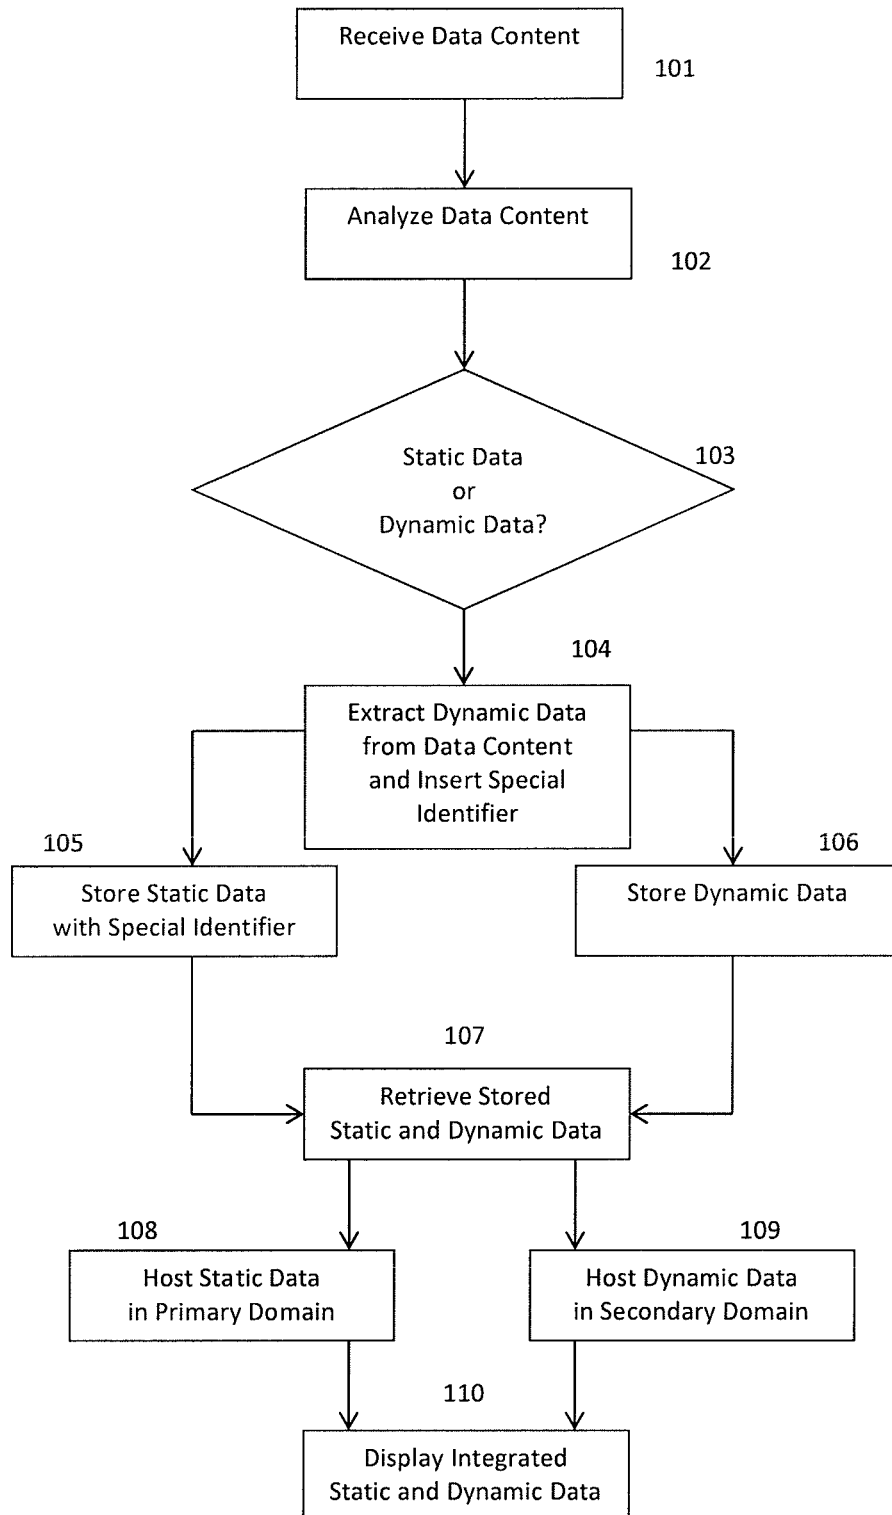 Receive Data Content
101
Analyze Data Content
102
103
Static Data
or
Dynamic Data?
104
Extract Dynamic Data
from Data Content
and Insert Special
Identifier
105
106
Store Static Data
with Special Identifier
Store Dynamic Data
107
Retrieve Stored
Static and Dynamic Data
108
109
Host Static Data
in Primary Domain
Host Dynamic Data
in Secondary Domain
110
Display Integrated
Static and Dynamic Data